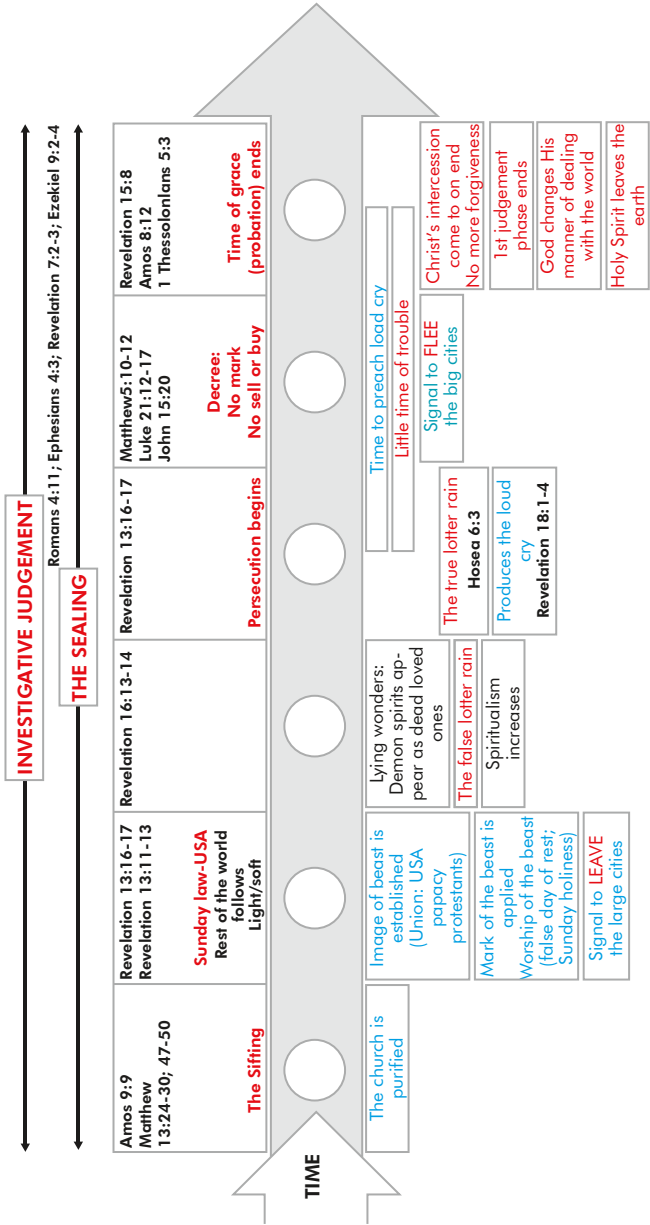 INVESTIGATIVE JUDGEMENT
Romans 4:11; Ephesians 4:3; Revelation 7:2-3; Ezekiel 9:2-4
THE SEALING
Amos 9:9
Matthew
13:24-30; 47-50
The Sifting
Revelation 13:16-17
Revelation 13:11-13
Sunday law-USA
Rest of the world
follows
Light/soft
Revelation 16:13-14
Revelation 13:16-17
Persecution begins
Matthew5:10-12
Luke 21:12-17
John 15:20
Decree:
No mark
No sell or buy
Revelation 15:8
Amos 8:12
1 Thessolonlans 5:3
Time of grace
(probation) ends
TIME
The church is
purified
Image of beast is
established
(Union: USA
papacy
protestants)
Mark of the beast is
applied
Worship of the beast
(false day of rest;
Sunday holiness)
Signal to LEAVE
the large cities
Lying wonders:
Demon spirits ap-
pear as dead loved
ones
The false lotter rain
Spiritualism
increases
Time to preach load cry
Little time of trouble
The true lotter rain
Hosea 6:3
Produces the loud
cry
Revelation 18:1-4
Signal to FLEE
the big cities
Christ's intercession
come to on end
No more forgiveness
1st judgement
phase ends
God changes His
manner of dealing
with the world
Holy Spirit leaves the
earth